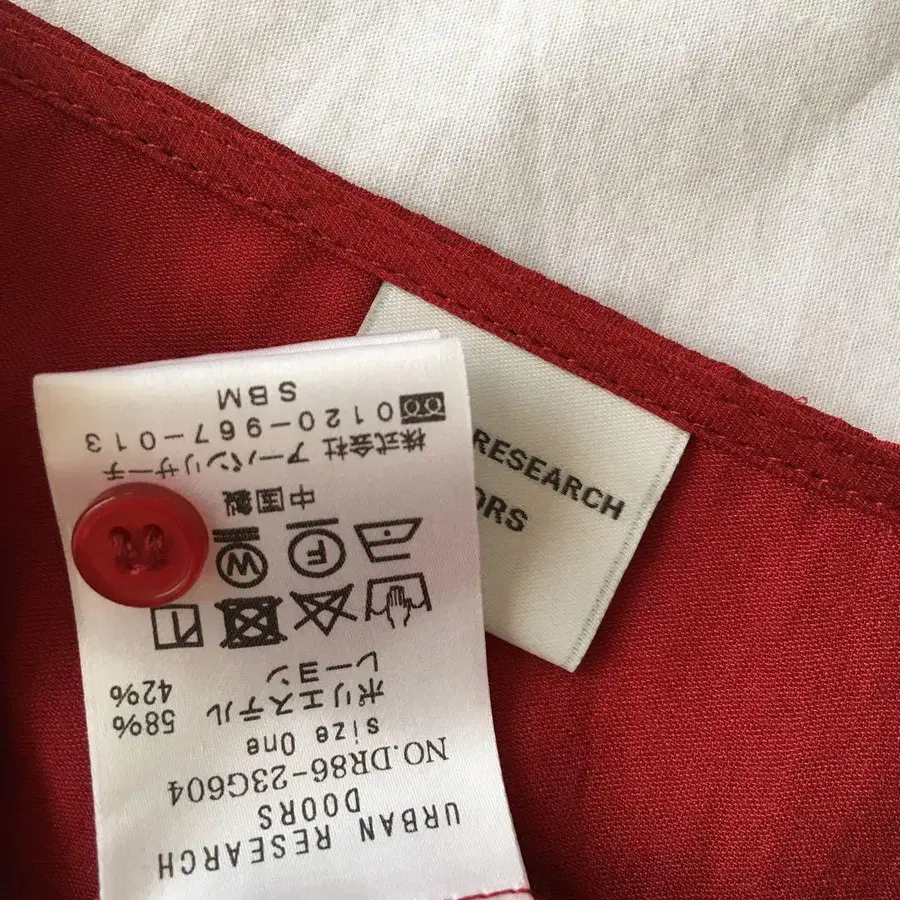 URBAN RESEARCH
DOORS
NO.DR86-23G604
size One
ポリエステル 58%
レーヨン 42%
F
W
中国製
株式会社 アーバンリサーチ
0120-967-013
SBM
RESEARCH
ORS